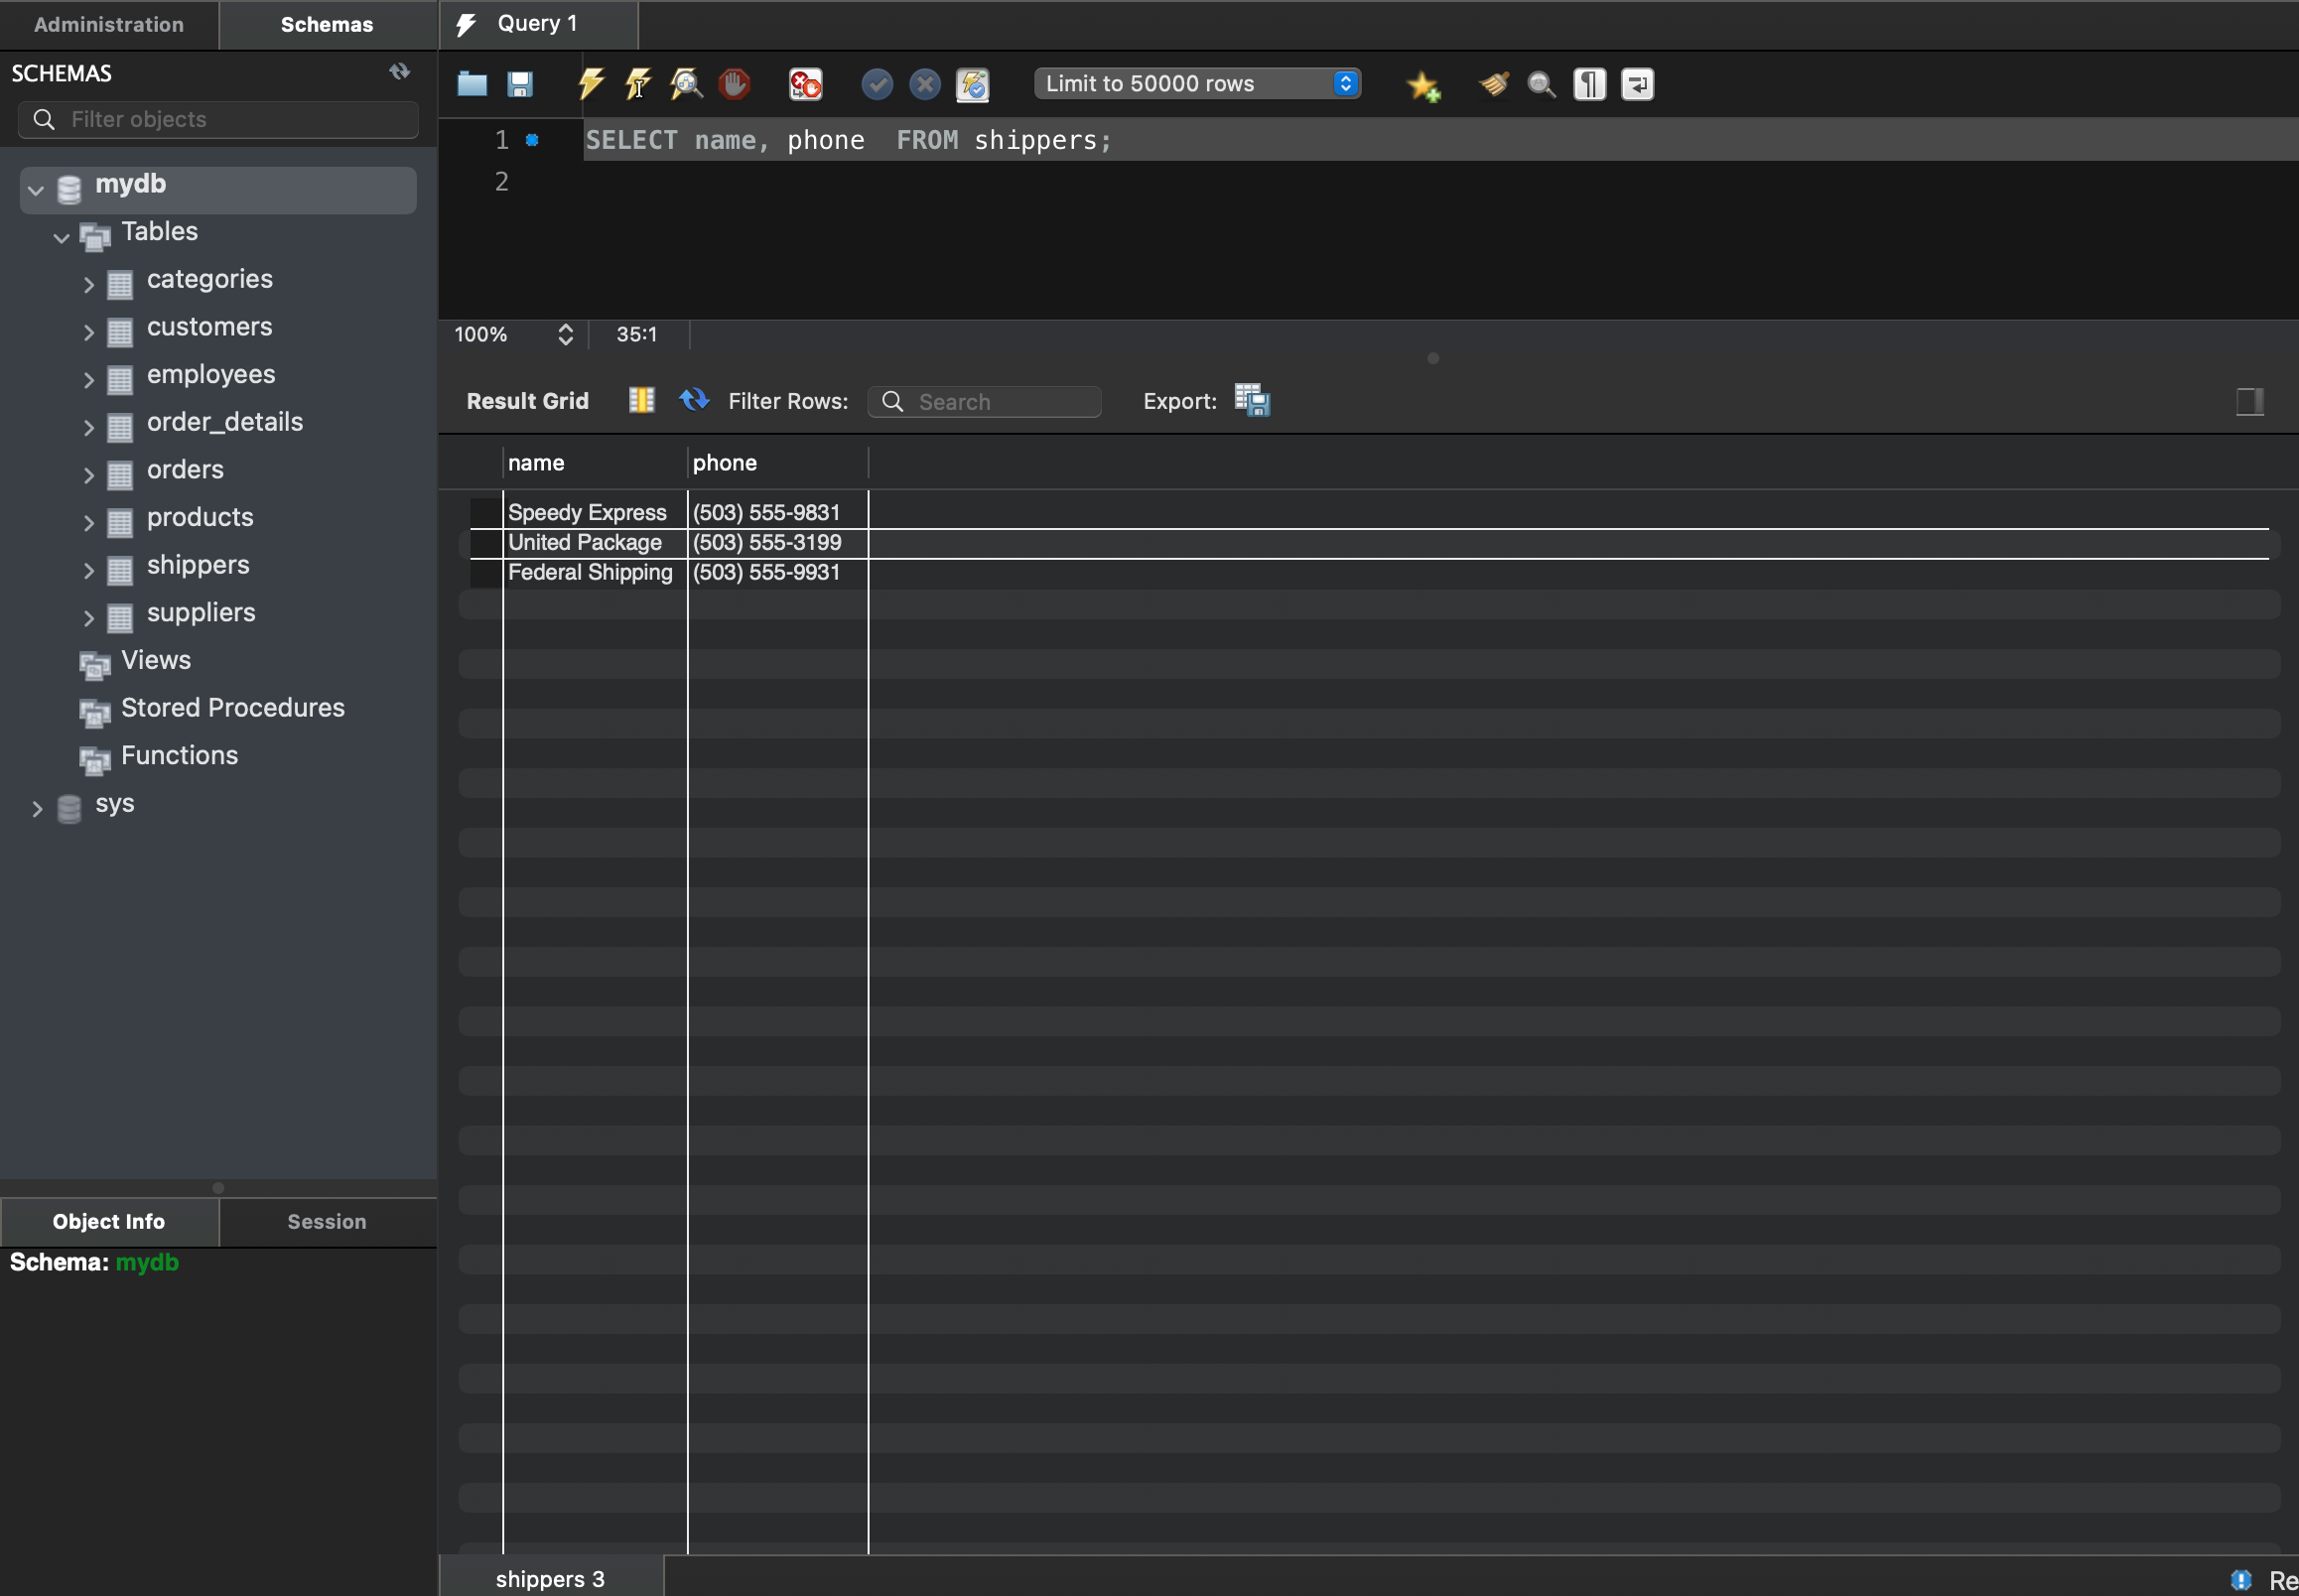 Administration
Schemas
SCHEMAS
Filter objects
mydb
Tables
categories
customers
employees
order_details
orders
products
shippers
suppliers
Views
Stored Procedures
Functions
sys
Object Info
Session
Schema: mydb
Query 1
Limit to 50000 rows
1 SELECT name, phone  FROM shippers;
2
100% 35:1
Result Grid Filter Rows: Search Export:
name phone
Speedy Express (503) 555-9831
United Package (503) 555-3199
Federal Shipping (503) 555-9931
shippers 3
Re